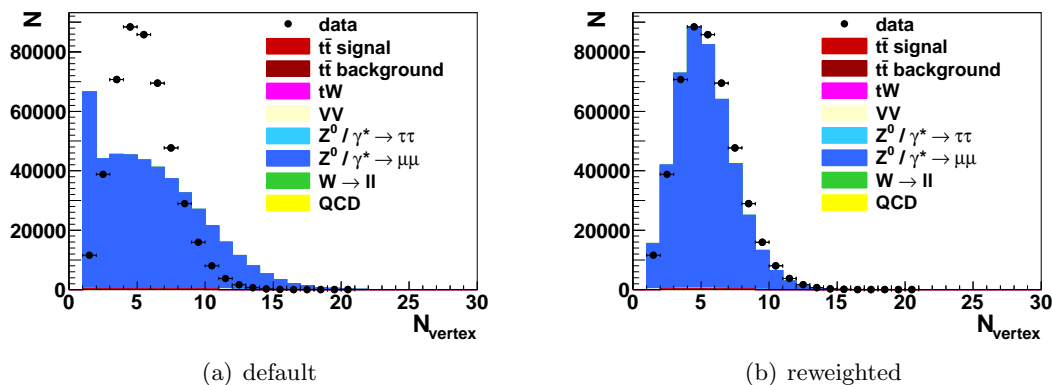 N
80000
60000
40000
20000
0
0 5 10 15 20 25 30
N_vertex
data
tt̄ signal
tt̄ background
tW
VV
Z⁰ / γ* → ττ
Z⁰ / γ* → μμ
W → ll
QCD
(a) default
N
80000
60000
40000
20000
0
0 5 10 15 20 25 30
N_vertex
data
tt̄ signal
tt̄ background
tW
VV
Z⁰ / γ* → ττ
Z⁰ / γ* → μμ
W → ll
QCD
(b) reweighted